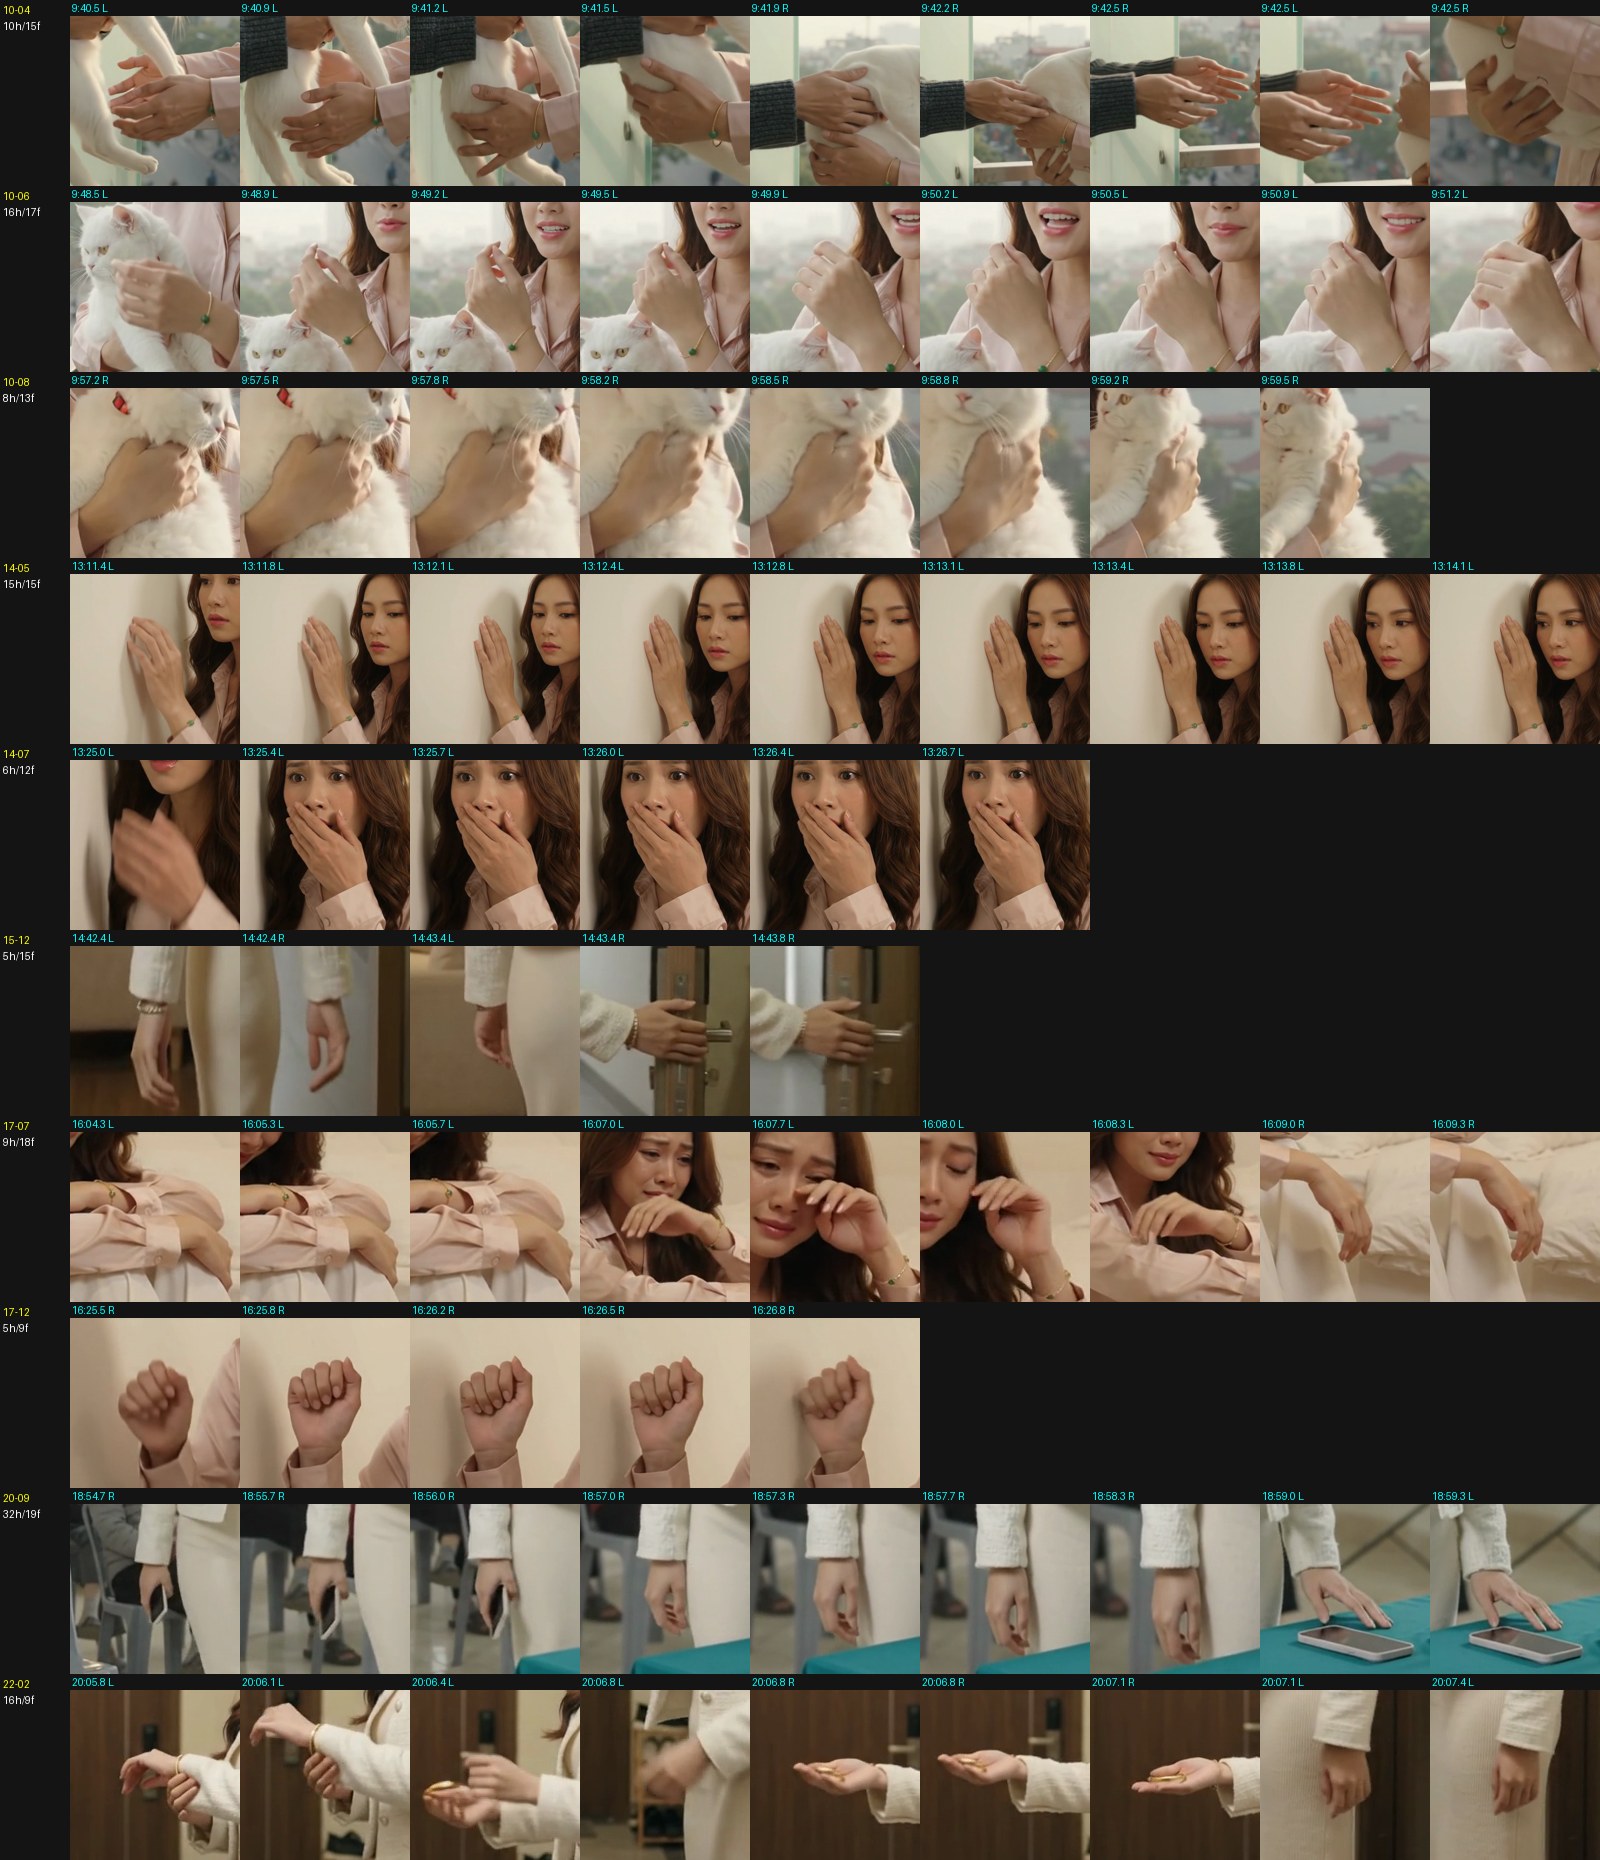 10-04
10h/15f
9:40.5 L 9:40.9 L 9:41.2 L 9:41.5 L 9:41.9 R 9:42.2 R 9:42.5 R 9:42.5 L 9:42.5 R
10-06
16h/17f
9:48.5 L 9:48.9 L 9:49.2 L 9:49.5 L 9:49.9 L 9:50.2 L 9:50.5 L 9:50.9 L 9:51.2 L
10-08
8h/13f
9:57.2 R 9:57.5 R 9:57.8 R 9:58.2 R 9:58.5 R 9:58.8 R 9:59.2 R 9:59.5 R
14-05
15h/15f
13:11.4 L 13:11.8 L 13:12.1 L 13:12.4 L 13:12.8 L 13:13.1 L 13:13.4 L 13:13.8 L 13:14.1 L
14-07
6h/12f
13:25.0 L 13:25.4 L 13:25.7 L 13:26.0 L 13:26.4 L 13:26.7 L
15-12
5h/15f
14:42.4 L 14:42.4 R 14:43.4 L 14:43.4 R 14:43.8 R
17-07
9h/18f
16:04.3 L 16:05.3 L 16:05.7 L 16:07.0 L 16:07.7 L 16:08.0 L 16:08.3 L 16:09.0 R 16:09.3 R
17-12
5h/9f
16:25.5 R 16:25.8 R 16:26.2 R 16:26.5 R 16:26.8 R
20-09
32h/19f
18:54.7 R 18:55.7 R 18:56.0 R 18:57.0 R 18:57.3 R 18:57.7 R 18:58.3 R 18:59.0 L 18:59.3 L
22-02
16h/9f
20:05.8 L 20:06.1 L 20:06.4 L 20:06.8 L 20:06.8 R 20:06.8 R 20:07.1 R 20:07.1 L 20:07.4 L